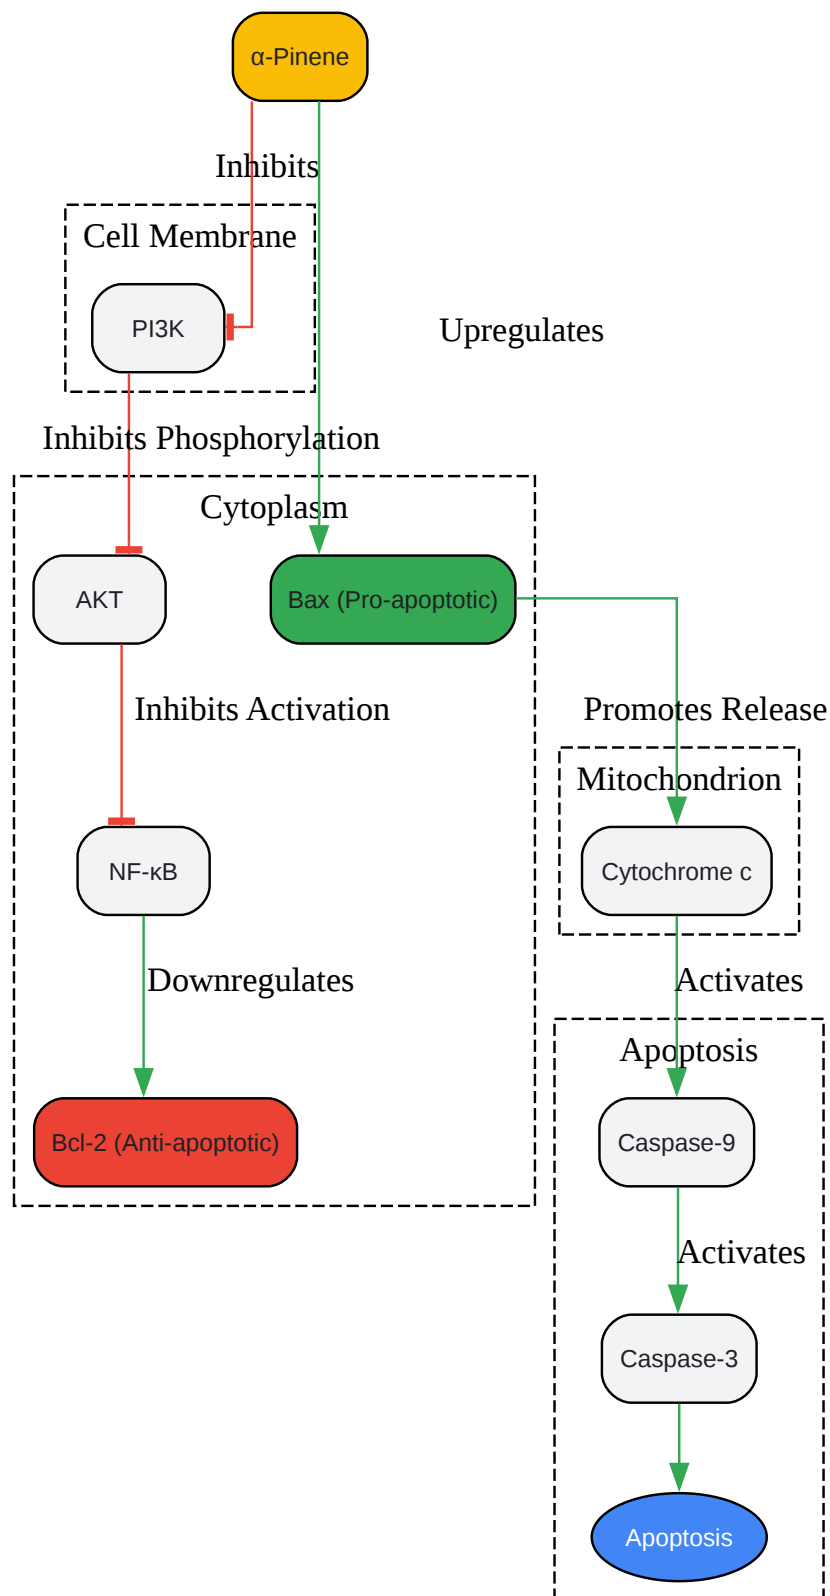 α-Pinene
Inhibits
Cell Membrane
PI3K
Upregulates
Inhibits Phosphorylation
Cytoplasm
AKT
Bax (Pro-apoptotic)
Inhibits Activation
Promotes Release
Mitochondrion
NF-κB
Cytochrome c
Downregulates
Activates
Apoptosis
Bcl-2 (Anti-apoptotic)
Caspase-9
Activates
Caspase-3
Apoptosis